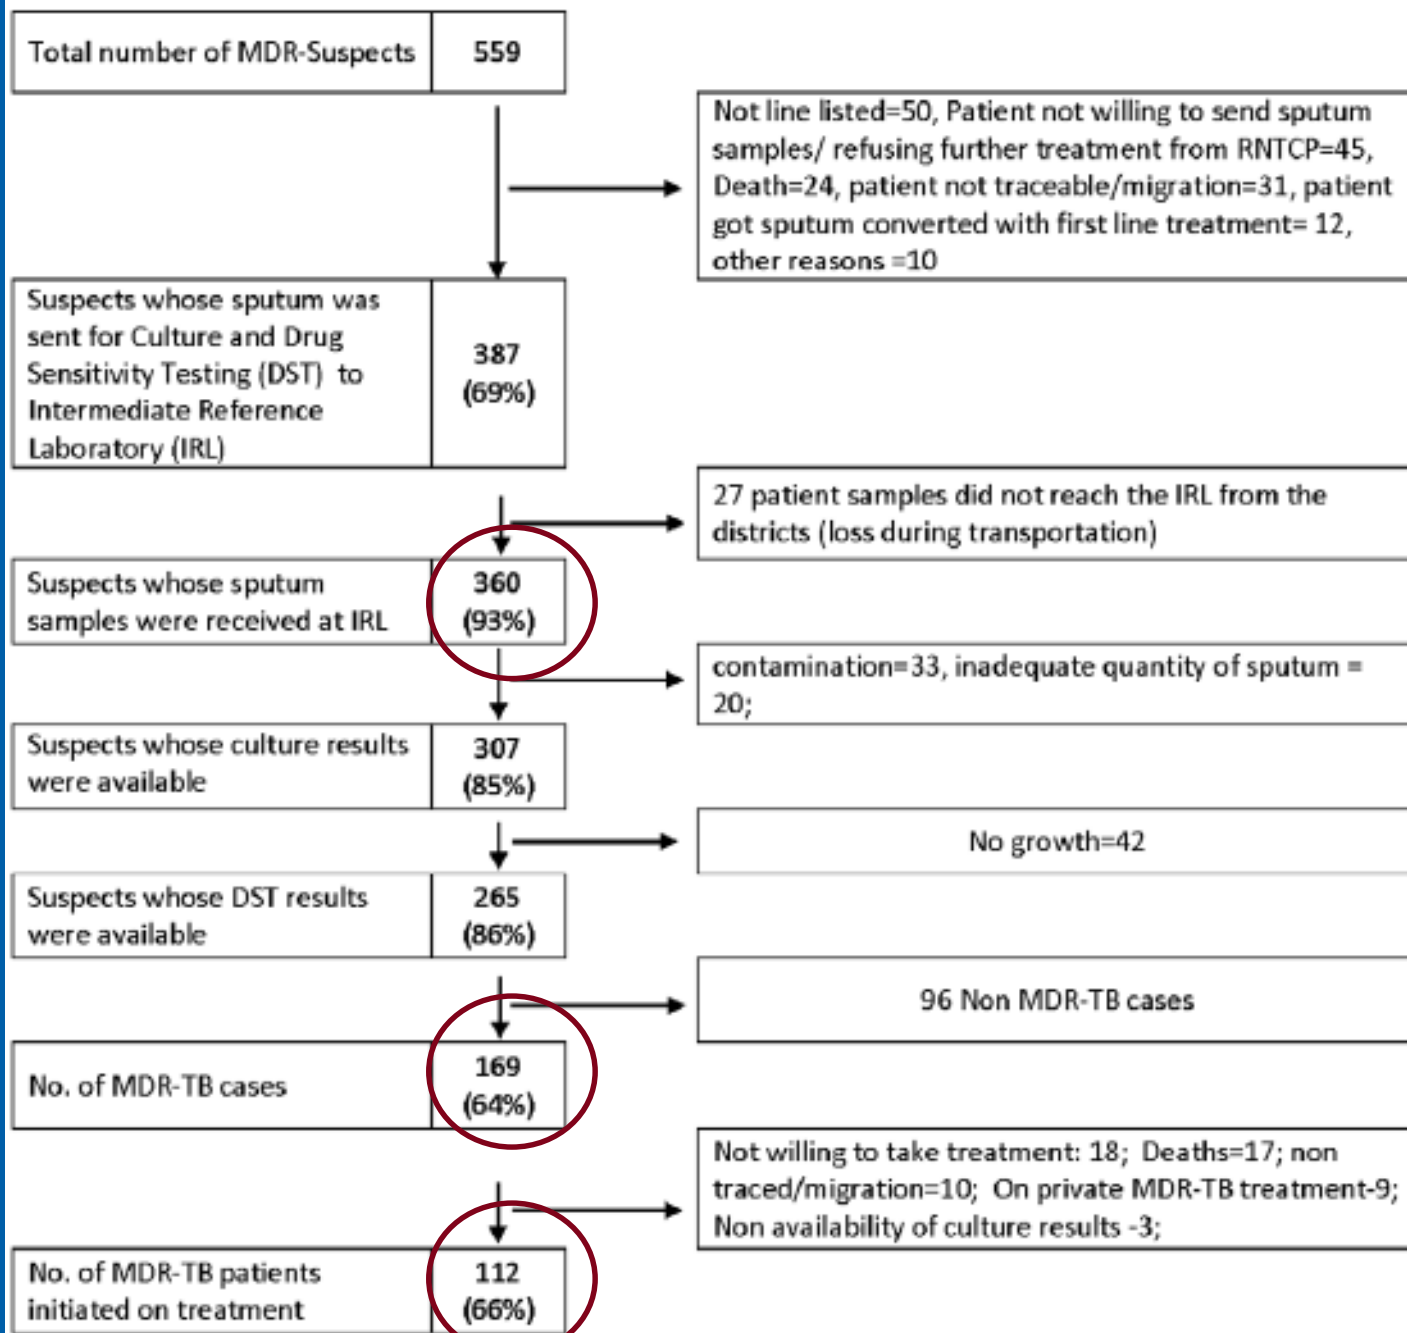 Total number of MDR-Suspects
559
Not line listed=50, Patient not willing to send sputum
samples/ refusing further treatment from RNTCP=45,
Death=24, patient not traceable/migration=31, patient
got sputum converted with first line treatment= 12,
other reasons =10
Suspects whose sputum was
sent for Culture and Drug
Sensitivity Testing (DST) to
Intermediate Reference
Laboratory (IRL)
387
(69%)
27 patient samples did not reach the IRL from the
districts (loss during transportation)
Suspects whose sputum
samples were received at IRL
360
(93%)
contamination=33, inadequate quantity of sputum =
20;
Suspects whose culture results
were available
307
(85%)
No growth=42
Suspects whose DST results
were available
265
(86%)
96 Non MDR-TB cases
No. of MDR-TB cases
169
(64%)
Not willing to take treatment: 18; Deaths=17; non
traced/migration=10; On private MDR-TB treatment-9;
Non availability of culture results -3;
No. of MDR-TB patients
initiated on treatment
112
(66%)